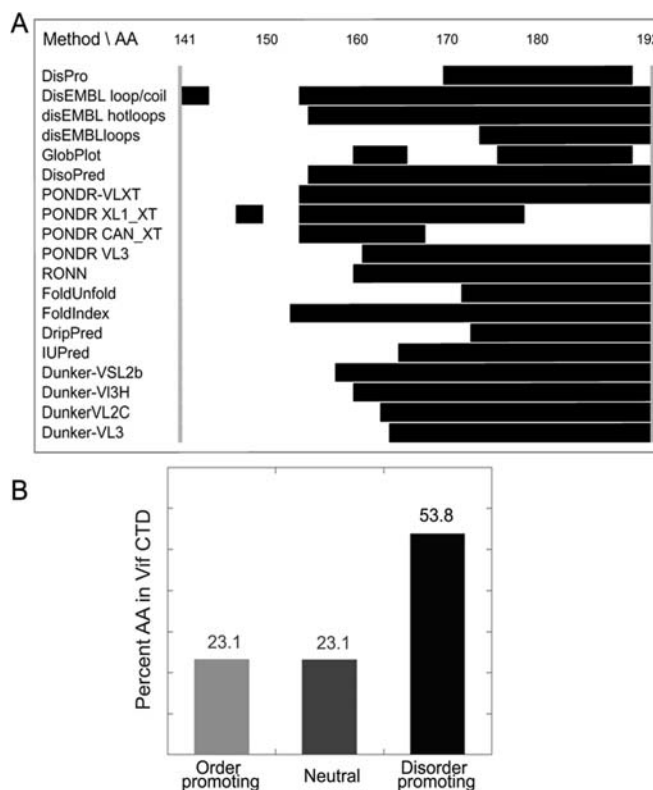 A
Method \ AA 141 150 160 170 180 192
DisPro
DisEMBL loop/coil
disEMBL hotloops
disEMBLloops
GlobPlot
DisoPred
PONDR-VLXT
PONDR XL1_XT
PONDR CAN_XT
PONDR VL3
RONN
FoldUnfold
FoldIndex
DripPred
IUPred
Dunker-VSL2b
Dunker-Vl3H
DunkerVL2C
Dunker-VL3
B
Percent AA in Vif CTD
53.8
23.1 23.1
Order promoting
Neutral
Disorder promoting